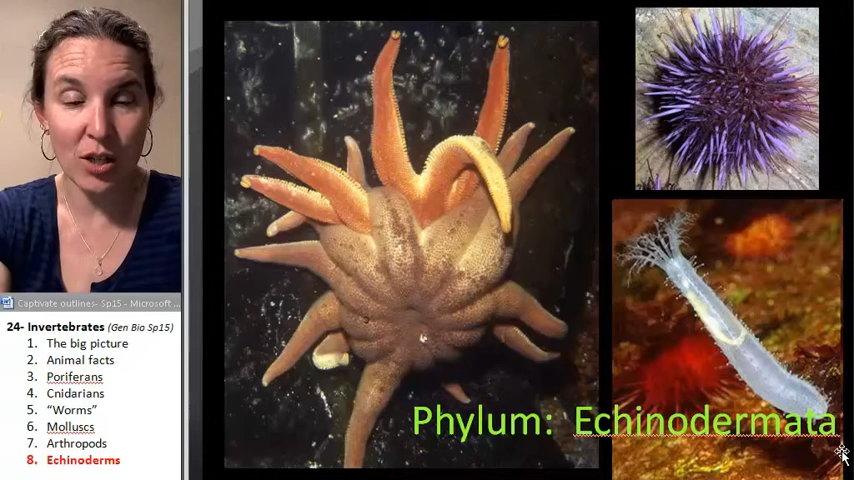 Captivate outlines- Sp15 - Microsoft ...
24- Invertebrates (Gen Bio Sp15)
1. The big picture
2. Animal facts
3. Poriferans
4. Cnidarians
5. "Worms"
6. Molluscs
7. Arthropods
8. Echinoderms
Phylum: Echinodermata